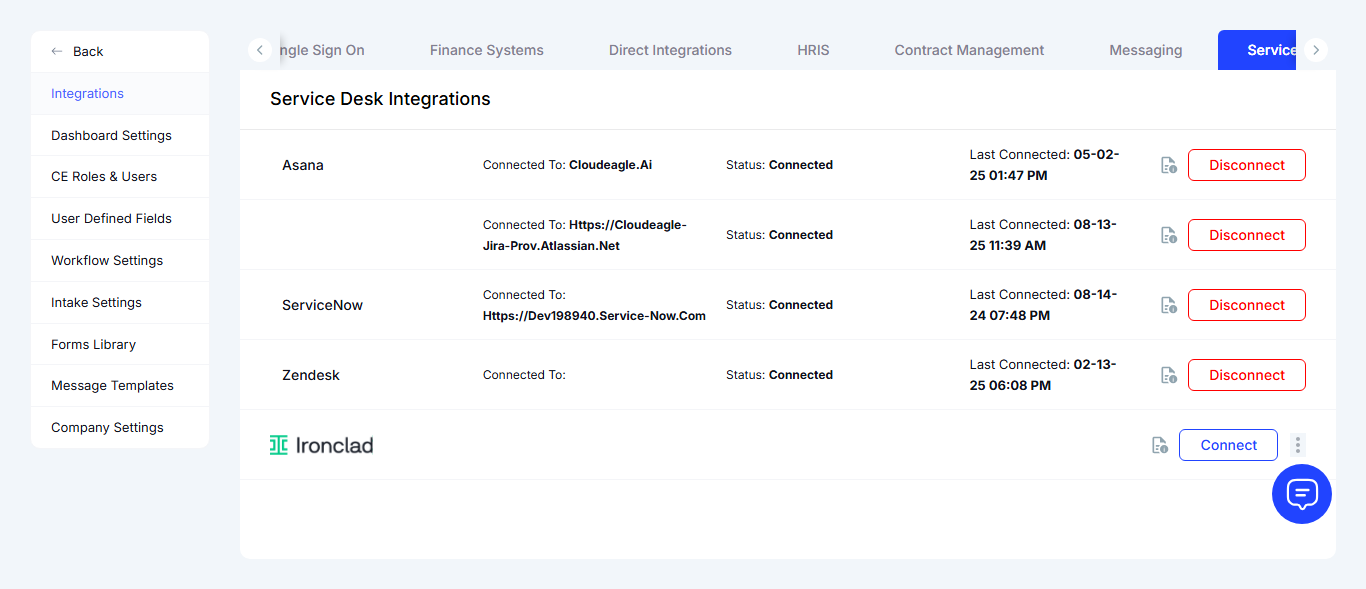 Back
Integrations
Dashboard Settings
CE Roles & Users
User Defined Fields
Workflow Settings
Intake Settings
Forms Library
Message Templates
Company Settings
ngle Sign On Finance Systems Direct Integrations HRIS Contract Management Messaging Service
Service Desk Integrations
Asana Connected To: Cloudeagle.Ai Status: Connected Last Connected: 05-02-
25 01:47 PM Disconnect
Connected To: Https://Cloudeagle-
Jira-Prov.Atlassian.Net Status: Connected Last Connected: 08-13-
25 11:39 AM Disconnect
ServiceNow Connected To:
Https://Dev198940.Service-Now.Com Status: Connected Last Connected: 08-14-
24 07:48 PM Disconnect
Zendesk Connected To: Status: Connected Last Connected: 02-13-
25 06:08 PM Disconnect
Ironclad Connect